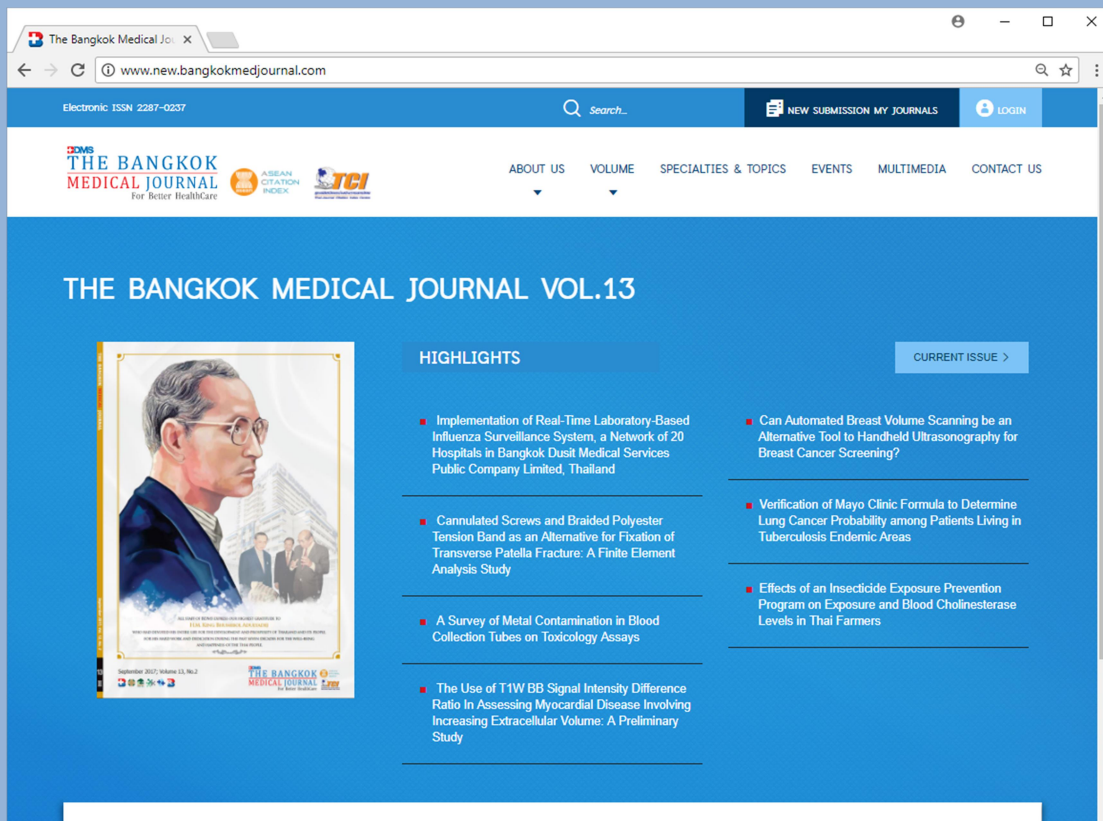 The Bangkok Medical Jou
www.new.bangkokmedjournal.com
Electronic ISSN 2287-0237
Search...
NEW SUBMISSION MY JOURNALS
LOGIN
BDMS
THE BANGKOK
MEDICAL JOURNAL
For Better HealthCare
ASEAN
CITATION
INDEX
TCI
ABOUT US
VOLUME
SPECIALTIES & TOPICS
EVENTS
MULTIMEDIA
CONTACT US
THE BANGKOK MEDICAL JOURNAL VOL.13
HIGHLIGHTS
CURRENT ISSUE >
Implementation of Real-Time Laboratory-Based
Influenza Surveillance System, a Network of 20
Hospitals in Bangkok Dusit Medical Services
Public Company Limited, Thailand
Cannulated Screws and Braided Polyester
Tension Band as an Alternative for Fixation of
Transverse Patella Fracture: A Finite Element
Analysis Study
A Survey of Metal Contamination in Blood
Collection Tubes on Toxicology Assays
The Use of T1W BB Signal Intensity Difference
Ratio In Assessing Myocardial Disease Involving
Increasing Extracellular Volume: A Preliminary
Study
Can Automated Breast Volume Scanning be an
Alternative Tool to Handheld Ultrasonography for
Breast Cancer Screening?
Verification of Mayo Clinic Formula to Determine
Lung Cancer Probability among Patients Living in
Tuberculosis Endemic Areas
Effects of an Insecticide Exposure Prevention
Program on Exposure and Blood Cholinesterase
Levels in Thai Farmers
September 2017; Volume 13, No.2
THE BANGKOK
MEDICAL JOURNAL
For Better HealthCare